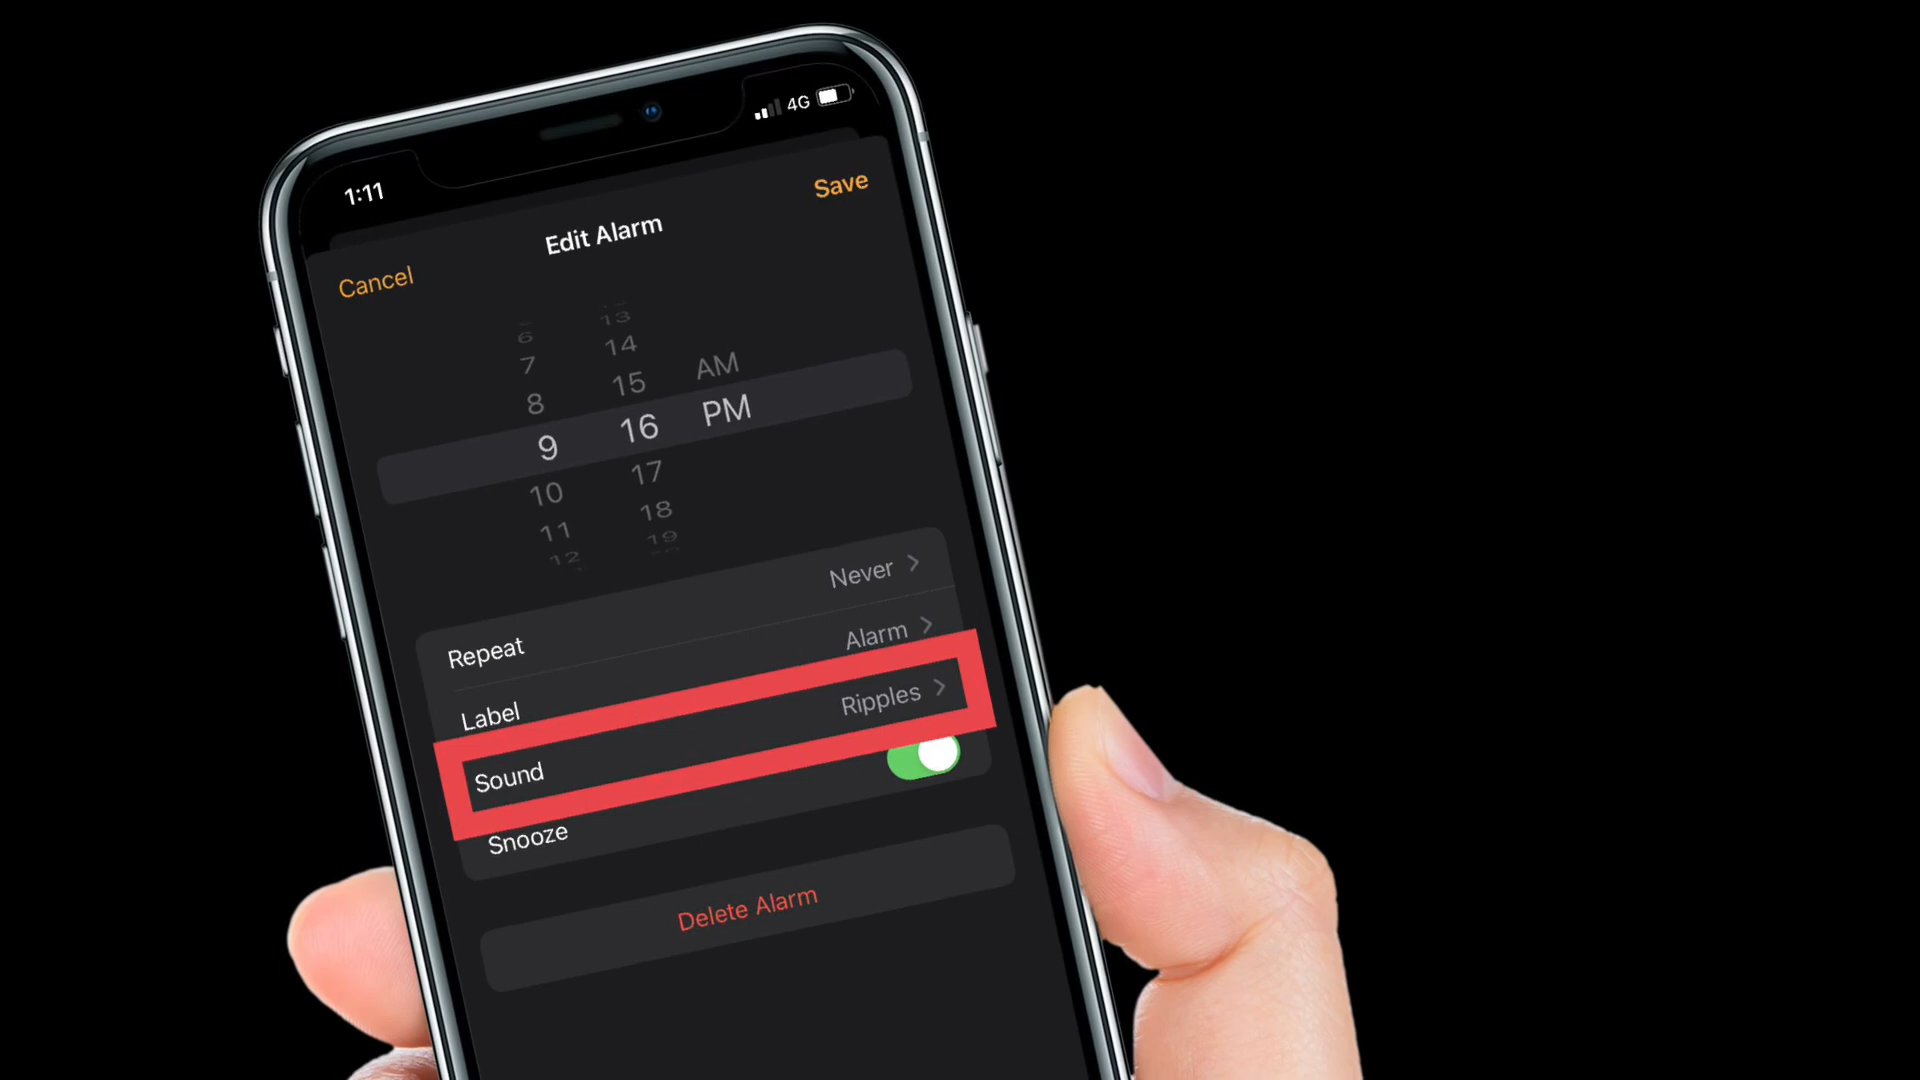 1:11
4G
Cancel
Edit Alarm
Save
6 13
7 14
8 15 AM
9 16 PM
10 17
11 18
12 19
Repeat Never
Label Alarm
Sound Ripples
Snooze
Delete Alarm